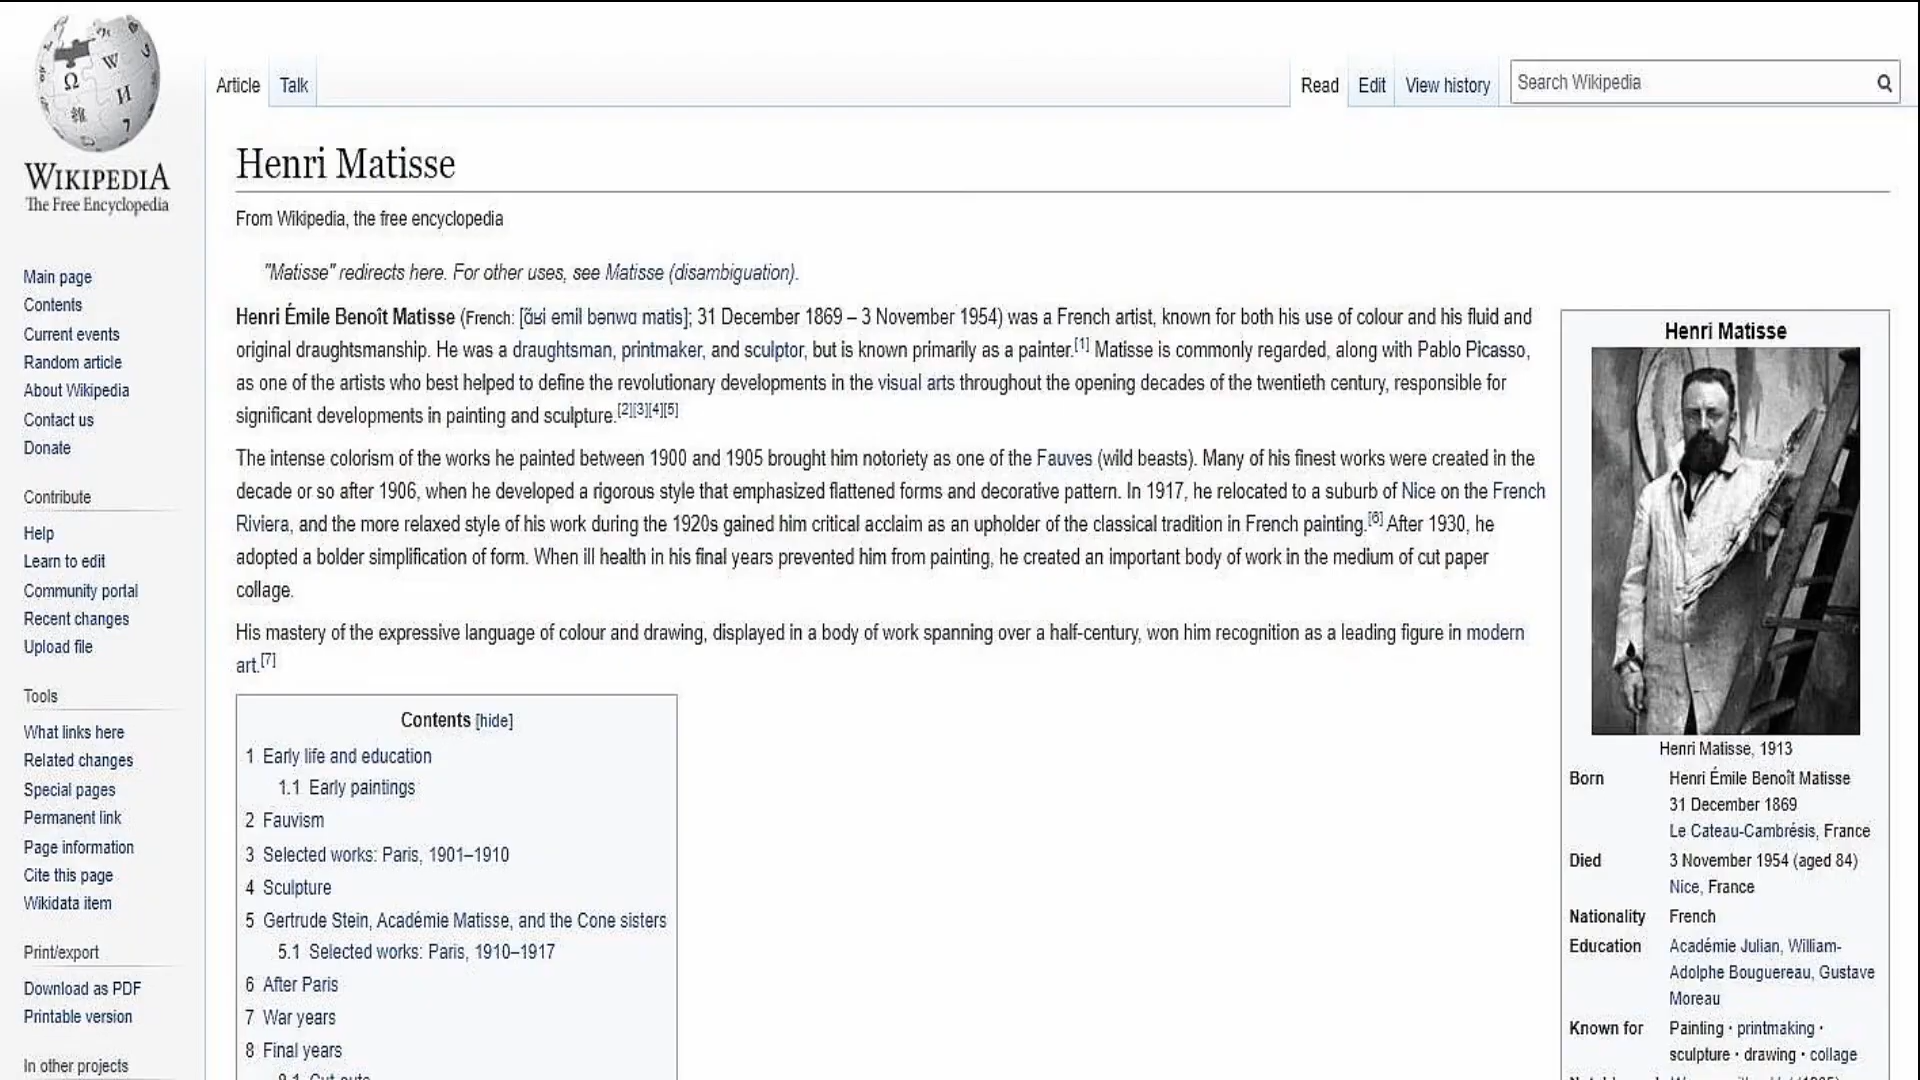 WIKIPEDIA
The Free Encyclopedia
Main page
Contents
Current events
Random article
About Wikipedia
Contact us
Donate
Contribute
Help
Learn to edit
Community portal
Recent changes
Upload file
Tools
What links here
Related changes
Special pages
Permanent link
Page information
Cite this page
Wikidata item
Print/export
Download as PDF
Printable version
In other projects
Article Talk
Read Edit View history Search Wikipedia
Henri Matisse
From Wikipedia, the free encyclopedia
"Matisse" redirects here. For other uses, see Matisse (disambiguation).
Henri Émile Benoît Matisse (French: [ɑ̃ʁi emil bənwɑ matis]; 31 December 1869 – 3 November 1954) was a French artist, known for both his use of colour and his fluid and
original draughtsmanship. He was a draughtsman, printmaker, and sculptor, but is known primarily as a painter.[1] Matisse is commonly regarded, along with Pablo Picasso,
as one of the artists who best helped to define the revolutionary developments in the visual arts throughout the opening decades of the twentieth century, responsible for
significant developments in painting and sculpture.[2][3][4][5]
The intense colorism of the works he painted between 1900 and 1905 brought him notoriety as one of the Fauves (wild beasts). Many of his finest works were created in the
decade or so after 1906, when he developed a rigorous style that emphasized flattened forms and decorative pattern. In 1917, he relocated to a suburb of Nice on the French
Riviera, and the more relaxed style of his work during the 1920s gained him critical acclaim as an upholder of the classical tradition in French painting.[6] After 1930, he
adopted a bolder simplification of form. When ill health in his final years prevented him from painting, he created an important body of work in the medium of cut paper
collage.
His mastery of the expressive language of colour and drawing, displayed in a body of work spanning over a half-century, won him recognition as a leading figure in modern
art.[7]
Contents [hide]
1 Early life and education
1.1 Early paintings
2 Fauvism
3 Selected works: Paris, 1901–1910
4 Sculpture
5 Gertrude Stein, Académie Matisse, and the Cone sisters
5.1 Selected works: Paris, 1910–1917
6 After Paris
7 War years
8 Final years
Henri Matisse
Henri Matisse, 1913
Born Henri Émile Benoît Matisse
31 December 1869
Le Cateau-Cambrésis, France
Died 3 November 1954 (aged 84)
Nice, France
Nationality French
Education Académie Julian, William-
Adolphe Bouguereau, Gustave
Moreau
Known for Painting · printmaking ·
sculpture · drawing · collage